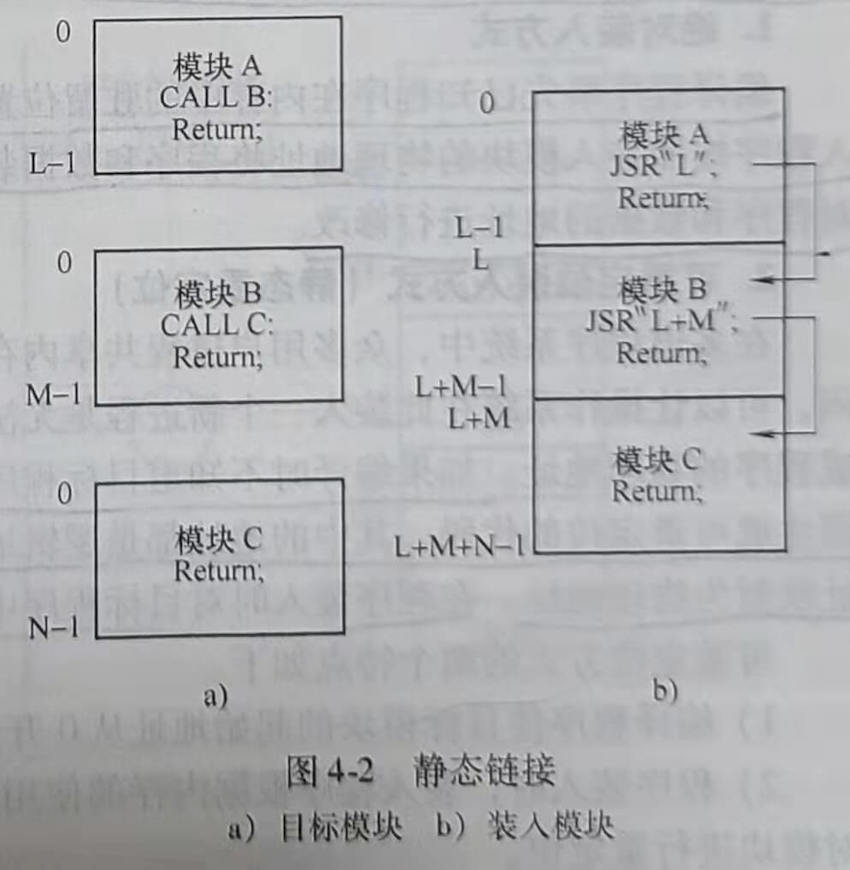 0
模块 A
CALL B;
Return;
L-1
0
模块 B
CALL C;
Return;
M-1
0
模块 C
Return;
N-1
a)
0
模块 A
JSR"L";
Return;
L-1
L
模块 B
JSR"L+M";
Return;
L+M-1
L+M
模块 C
Return;
L+M+N-1
b)
图 4-2 静态链接
a）目标模块 b）装入模块